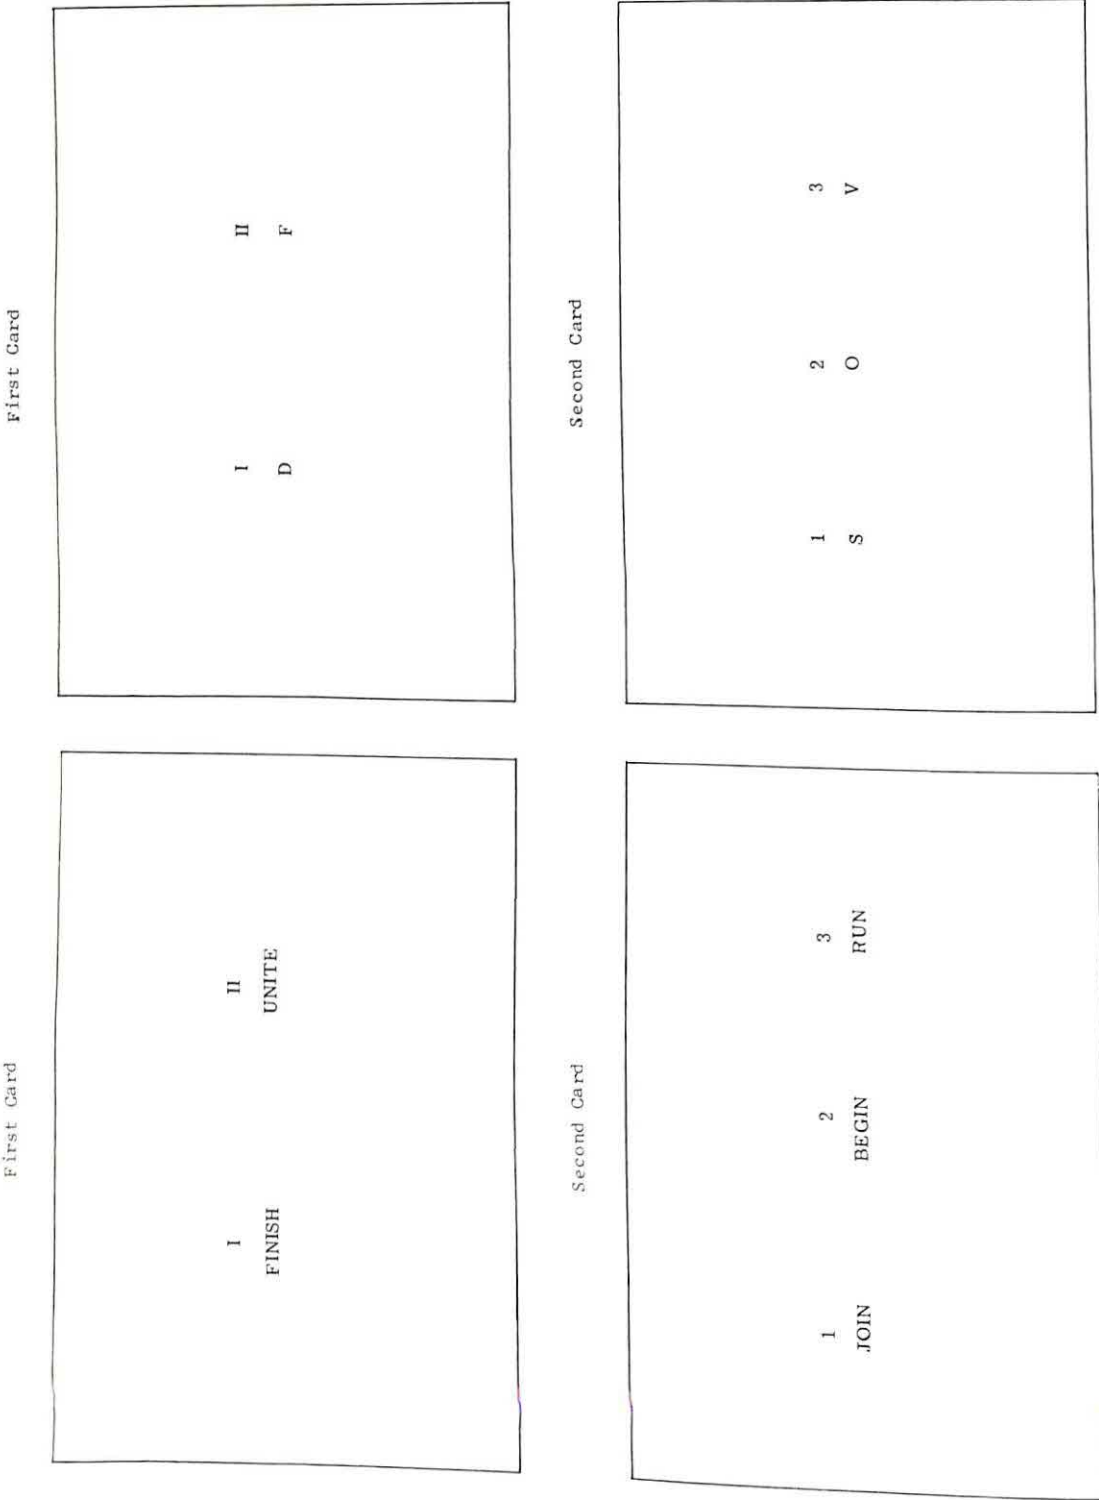 First Card
I II
FINISH UNITE
Second Card
1 2 3
JOIN BEGIN RUN
First Card
I II
D F
Second Card
1 2 3
S O V